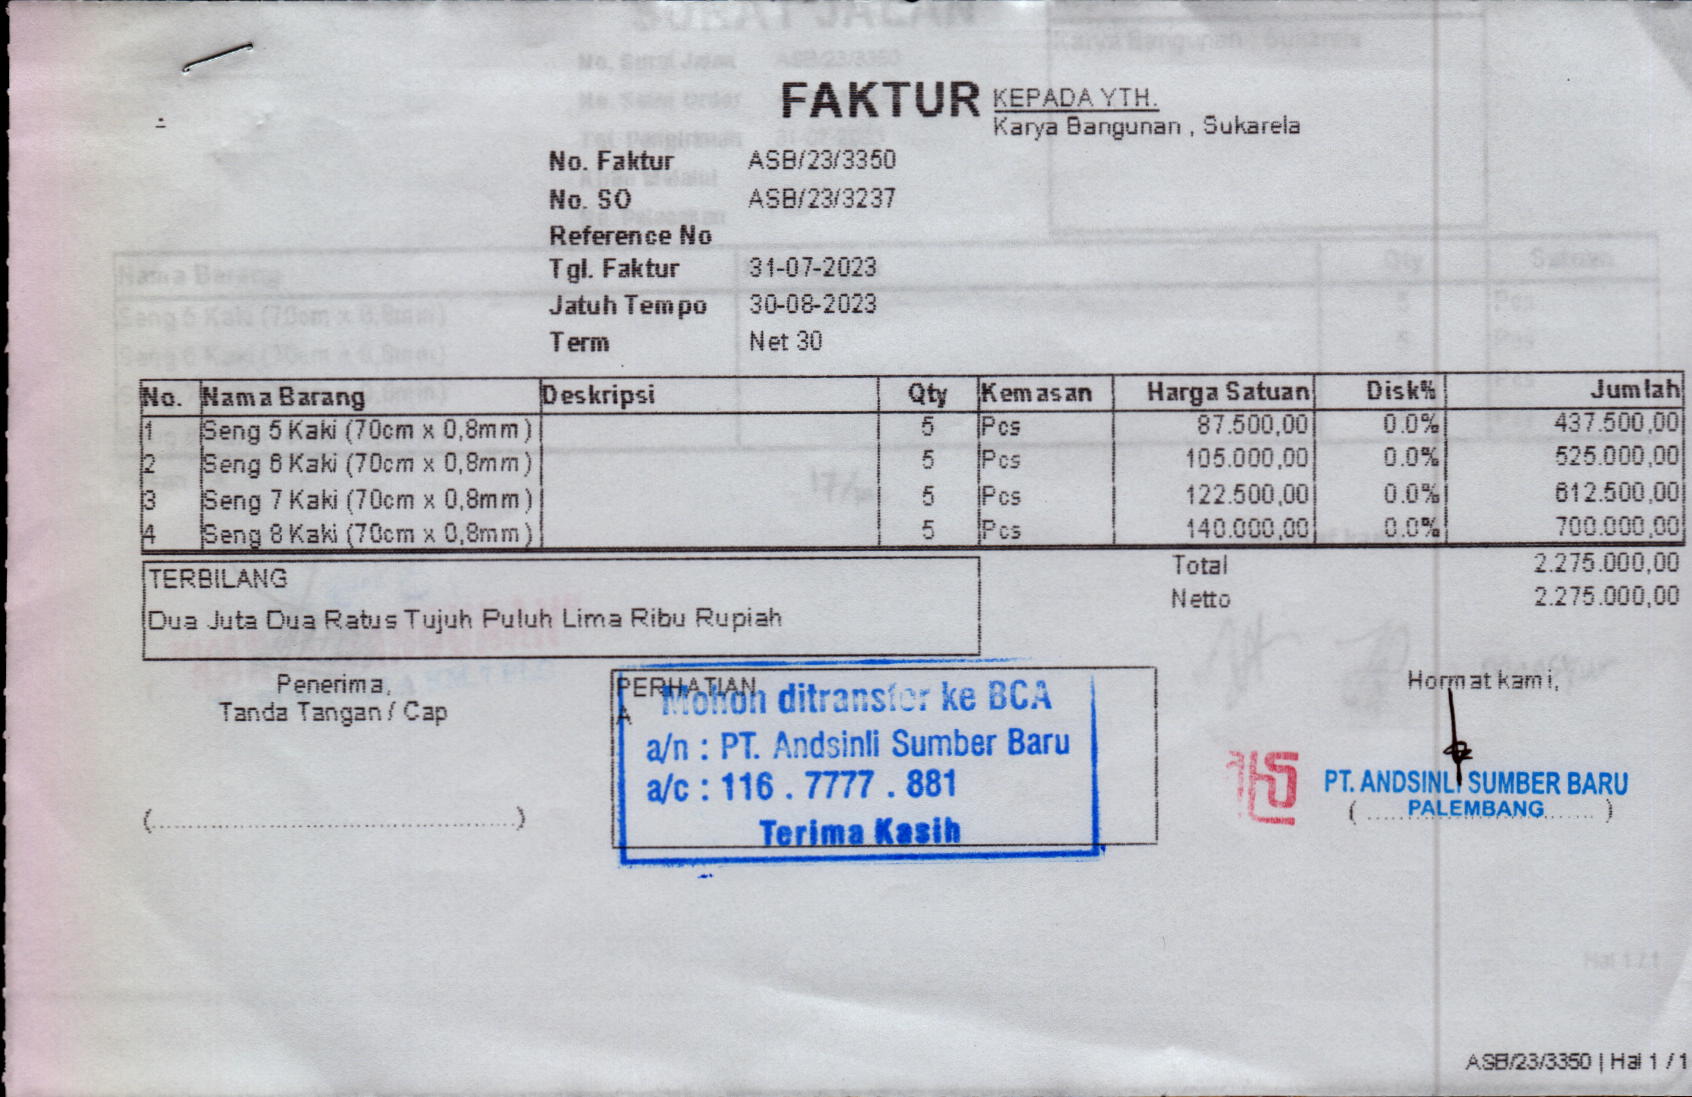 FAKTUR
KEPADA YTH.
Karya Bangunan , Sukarela
No. Faktur ASB/23/3350
No. SO ASB/23/3237
Reference No
Tgl. Faktur 31-07-2023
Jatuh Tempo 30-08-2023
Term Net 30
No. Nama Barang Deskripsi Qty Kemasan Harga Satuan Disk% Jumlah
1 Seng 5 Kaki (70cm x 0,8mm) 5 Pcs 87.500,00 0.0% 437.500,00
2 Seng 6 Kaki (70cm x 0,8mm) 5 Pcs 105.000,00 0.0% 525.000,00
3 Seng 7 Kaki (70cm x 0,8mm) 5 Pcs 122.500,00 0.0% 612.500,00
4 Seng 8 Kaki (70cm x 0,8mm) 5 Pcs 140.000,00 0.0% 700.000,00
Total 2.275.000,00
Netto 2.275.000,00
TERBILANG
Dua Juta Dua Ratus Tujuh Puluh Lima Ribu Rupiah
Penerima,
Tanda Tangan / Cap
(......................................................)
PERHATIAN
A
Mohon ditransfer ke BCA
a/n : PT. Andsinli Sumber Baru
a/c : 116 . 7777 . 881
Terima Kasih
Hormat kami,
PT. ANDSINLI SUMBER BARU
PALEMBANG
ASB/23/3350 | Hal 1 / 1